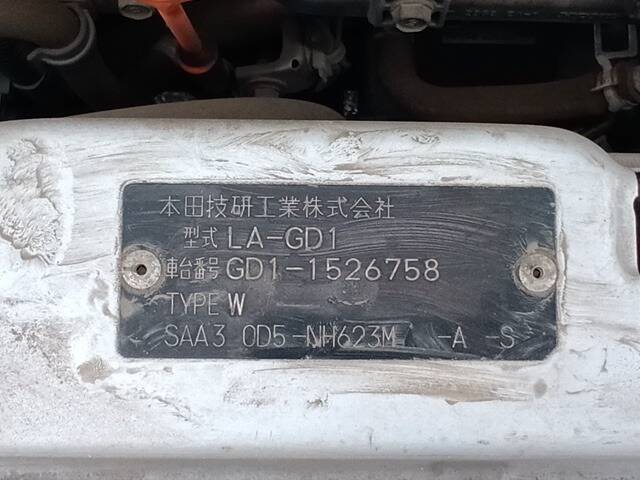 本田技研工業株式会社
型式 LA-GD1
車台番号 GD1-1526758
TYPE W
SAA3 0D5-NH623M -A -S